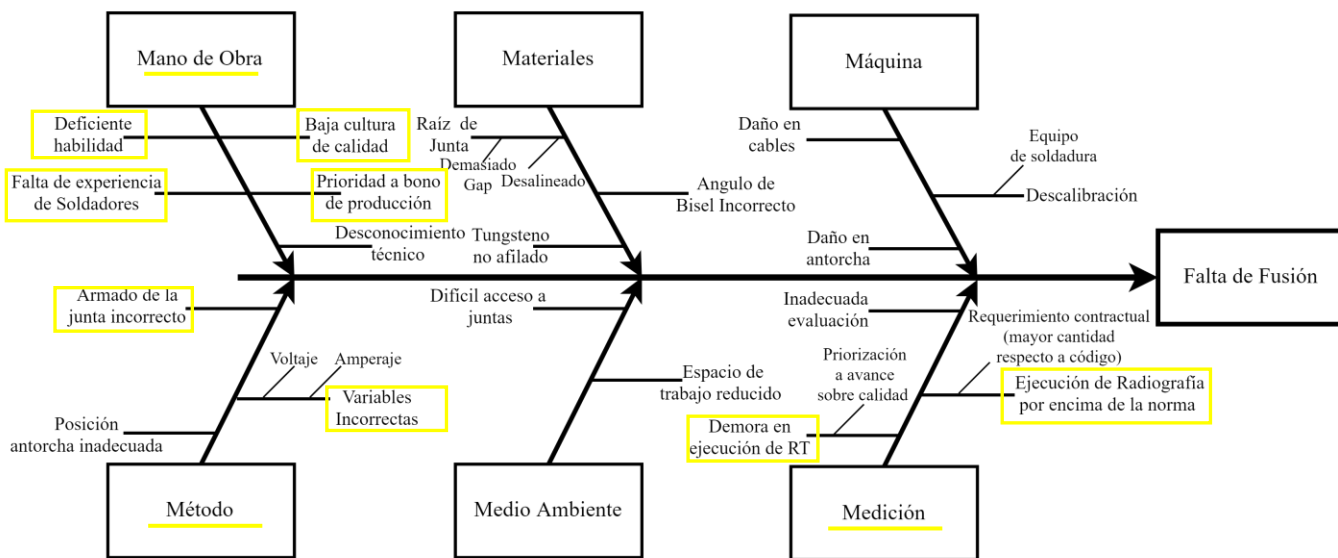 Mano de Obra
Materiales
Máquina
Deficiente
habilidad
Baja cultura
de calidad
Falta de experiencia
de Soldadores
Prioridad a bono
de producción
Desconocimiento
técnico
Raíz de
Junta
Demasiado
Gap
Desalineado
Angulo de
Bisel Incorrecto
Tungsteno
no afilado
Daño en
cables
Equipo
de soldadura
Descalibración
Daño en
antorcha
Falta de Fusión
Armado de la
junta incorrecto
Voltaje
Amperaje
Variables
Incorrectas
Posición
antorcha inadecuada
Difícil acceso a
juntas
Espacio de
trabajo reducido
Inadecuada
evaluación
Requerimiento contractual
(mayor cantidad
respecto a código)
Ejecución de Radiografía
por encima de la norma
Priorización
a avance
sobre calidad
Demora en
ejecución de RT
Método
Medio Ambiente
Medición